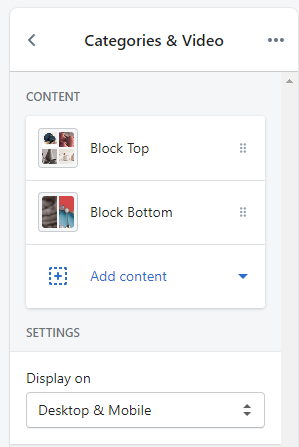 Categories & Video
CONTENT
Block Top
Block Bottom
Add content
SETTINGS
Display on
Desktop & Mobile